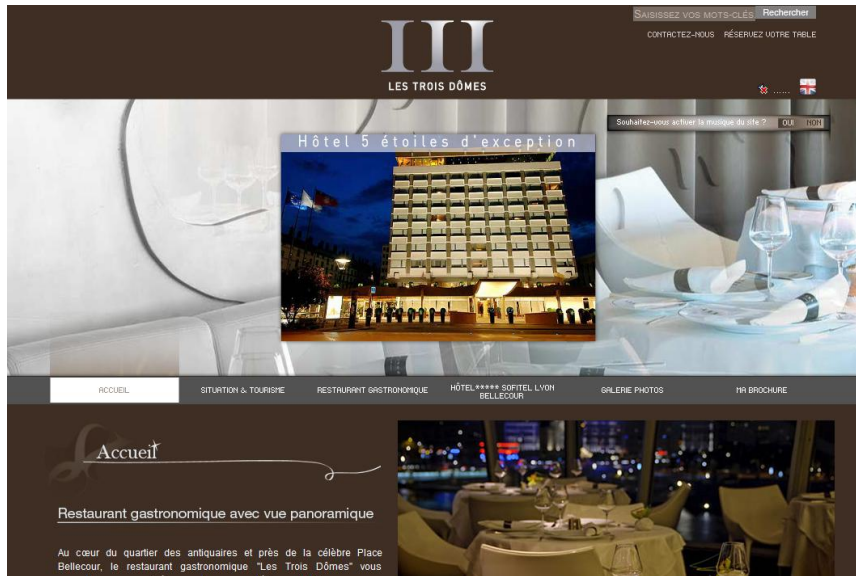 SAISISSEZ VOS MOTS-CLÉS Rechercher
CONTACTEZ-NOUS RÉSERVEZ VOTRE TABLE
III
LES TROIS DÔMES
......
Souhaitez-vous activer la musique du site ? OUI NON
Hôtel 5 étoiles d'exception
ACCUEIL SITUATION & TOURISME RESTAURANT GASTRONOMIQUE HÔTEL***** SOFITEL LYON BELLECOUR GALERIE PHOTOS MA BROCHURE
Accueil
Restaurant gastronomique avec vue panoramique
Au cœur du quartier des antiquaires et près de la célèbre Place
Bellecour, le restaurant gastronomique "Les Trois Dômes" vous